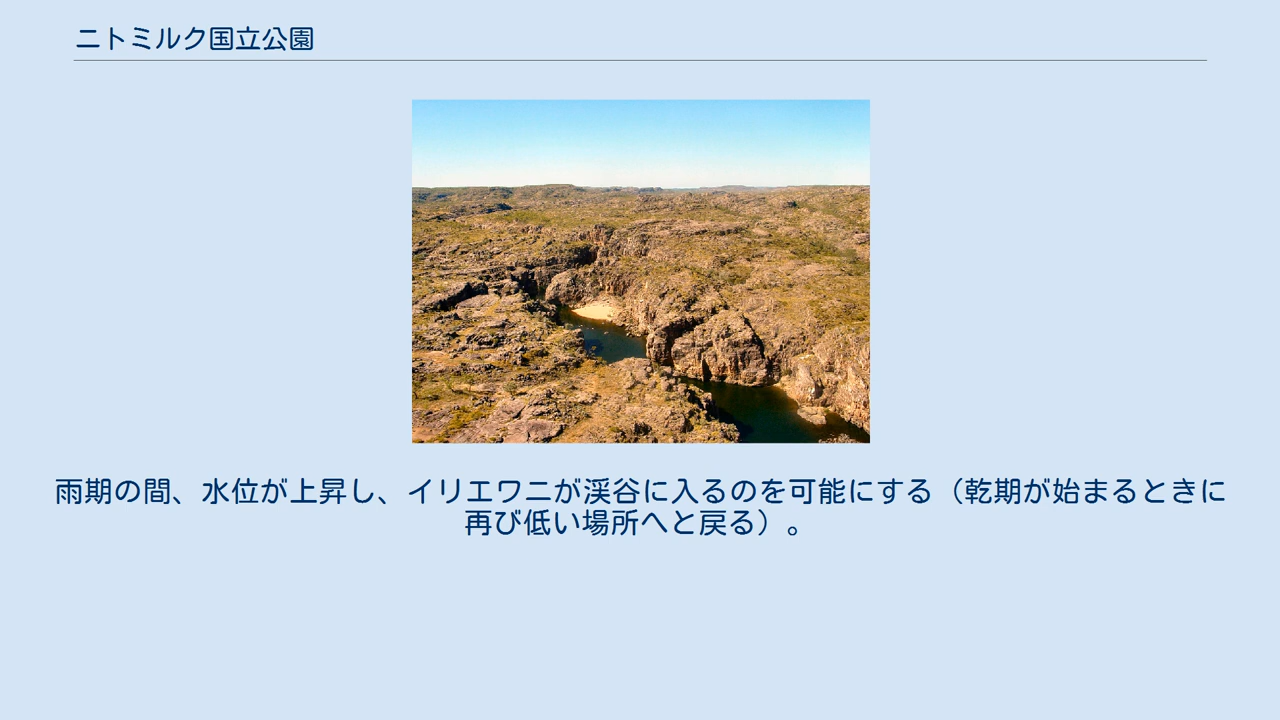 ニトミルク国立公園
雨期の間、水位が上昇し、イリエワニが渓谷に入るのを可能にする（乾期が始まるときに
再び低い場所へと戻る）。